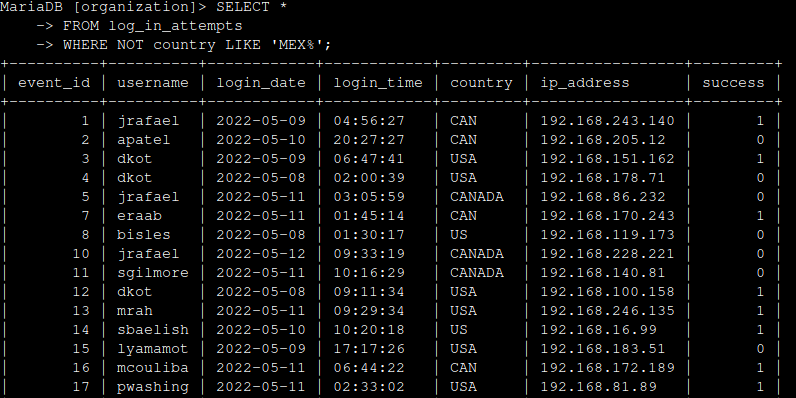 MariaDB [organization]> SELECT *
    -> FROM log_in_attempts
    -> WHERE NOT country LIKE 'MEX%';
+----------+----------+------------+------------+---------+-----------------+---------+
| event_id | username | login_date | login_time | country | ip_address      | success |
+----------+----------+------------+------------+---------+-----------------+---------+
|        1 | jrafael  | 2022-05-09 | 04:56:27   | CAN     | 192.168.243.140 |       1 |
|        2 | apatel   | 2022-05-10 | 20:27:27   | CAN     | 192.168.205.12  |       0 |
|        3 | dkot     | 2022-05-09 | 06:47:41   | USA     | 192.168.151.162 |       1 |
|        4 | dkot     | 2022-05-08 | 02:00:39   | USA     | 192.168.178.71  |       0 |
|        5 | jrafael  | 2022-05-11 | 03:05:59   | CANADA  | 192.168.86.232  |       0 |
|        7 | eraab    | 2022-05-11 | 01:45:14   | CAN     | 192.168.170.243 |       1 |
|        8 | bisles   | 2022-05-08 | 01:30:17   | US      | 192.168.119.173 |       0 |
|       10 | jrafael  | 2022-05-12 | 09:33:19   | CANADA  | 192.168.228.221 |       0 |
|       11 | sgilmore | 2022-05-11 | 10:16:29   | CANADA  | 192.168.140.81  |       0 |
|       12 | dkot     | 2022-05-08 | 09:11:34   | USA     | 192.168.100.158 |       1 |
|       13 | mrah     | 2022-05-11 | 09:29:34   | USA     | 192.168.246.135 |       1 |
|       14 | sbaelish | 2022-05-10 | 10:20:18   | US      | 192.168.16.99   |       1 |
|       15 | lyamamot | 2022-05-09 | 17:17:26   | USA     | 192.168.183.51  |       0 |
|       16 | mcouliba | 2022-05-11 | 06:44:22   | CAN     | 192.168.172.189 |       1 |
|       17 | pwashing | 2022-05-11 | 02:33:02   | USA     | 192.168.81.89   |       1 |